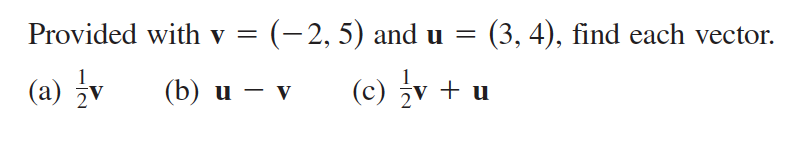 Provided with v = (−2, 5) and u = (3, 4), find each vector.
(a) ½v (b) u − v (c) ½v + u